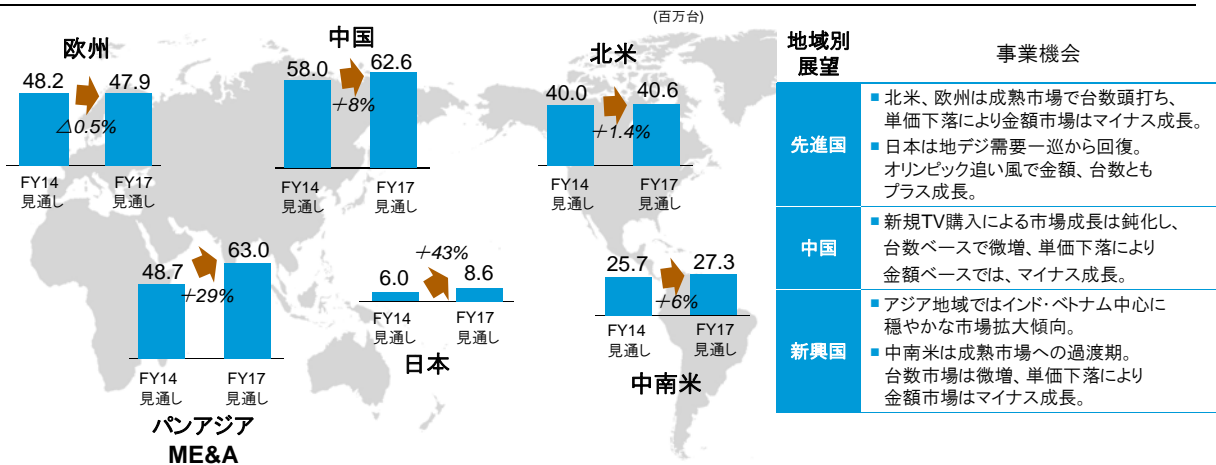 (百万台)
欧州
48.2
47.9
△0.5%
FY14
見通し
FY17
見通し
中国
58.0
62.6
+8%
FY14
見通し
FY17
見通し
北米
40.0
40.6
+1.4%
FY14
見通し
FY17
見通し
48.7
63.0
+29%
FY14
見通し
FY17
見通し
パンアジア
ME&A
+43%
6.0
8.6
FY14
見通し
FY17
見通し
日本
25.7
27.3
+6%
FY14
見通し
FY17
見通し
中南米
地域別
展望
事業機会
先進国
■ 北米、欧州は成熟市場で台数頭打ち、
単価下落により金額市場はマイナス成長。
■ 日本は地デジ需要一巡から回復。
オリンピック追い風で金額、台数とも
プラス成長。
中国
■ 新規TV購入による市場成長は鈍化し、
台数ベースで微増、単価下落により
金額ベースでは、マイナス成長。
新興国
■ アジア地域ではインド・ベトナム中心に
穏やかな市場拡大傾向。
■ 中南米は成熟市場への過渡期。
台数市場は微増、単価下落により
金額市場はマイナス成長。